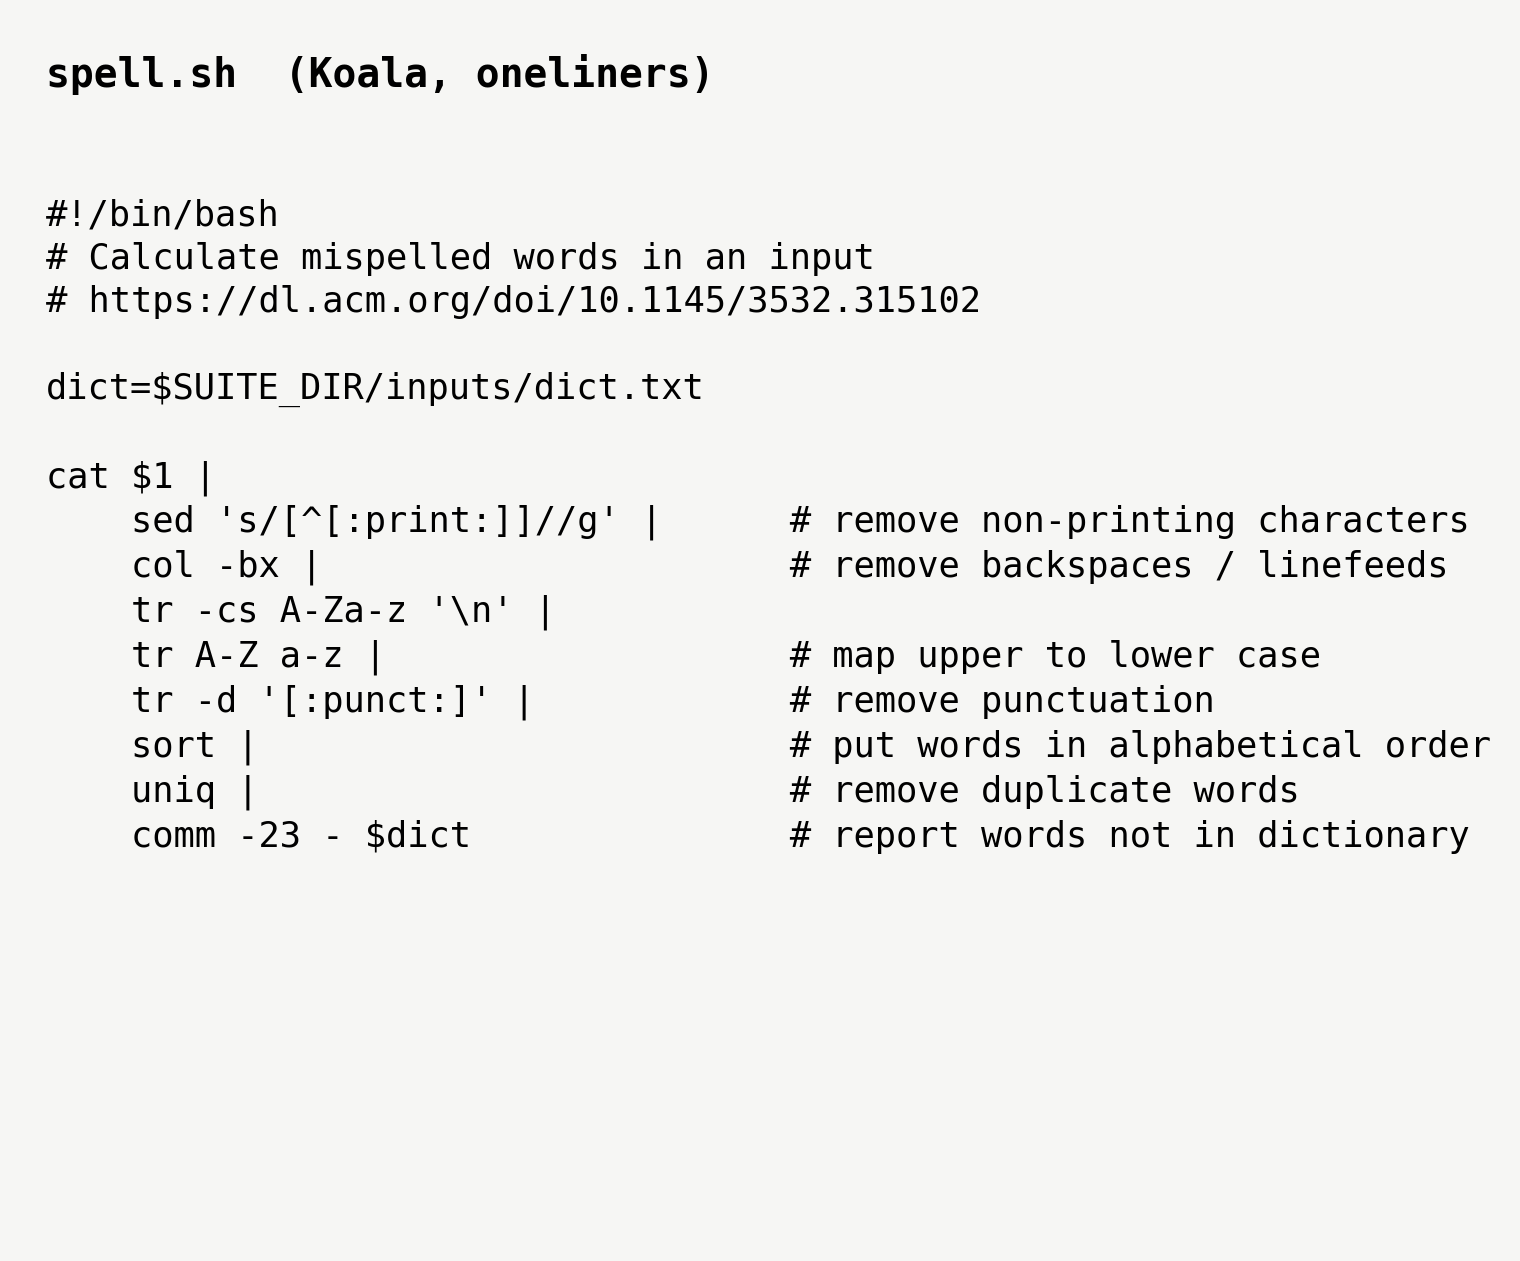 spell.sh  (Koala, oneliners)
#!/bin/bash
# Calculate mispelled words in an input
# https://dl.acm.org/doi/10.1145/3532.315102
dict=$SUITE_DIR/inputs/dict.txt
cat $1 |
    sed 's/[^[:print:]]//g' |      # remove non-printing characters
    col -bx |                      # remove backspaces / linefeeds
    tr -cs A-Za-z '\n' |
    tr A-Z a-z |                   # map upper to lower case
    tr -d '[:punct:]' |            # remove punctuation
    sort |                         # put words in alphabetical order
    uniq |                         # remove duplicate words
    comm -23 - $dict               # report words not in dictionary